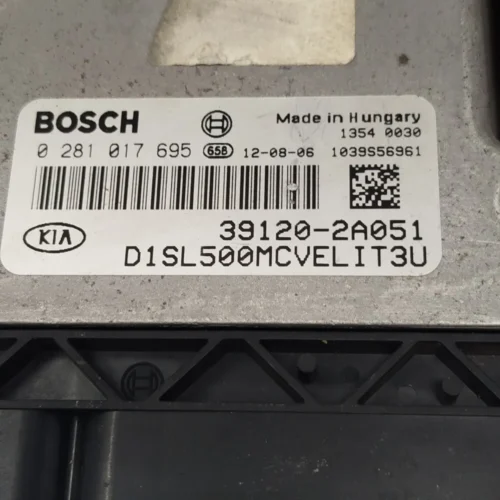 BOSCH
Made in Hungary
1354 0030
0 281 017 695 658 12-08-06 1039S56961
KIA
39120-2A051
D1SL500MCVELIT3U